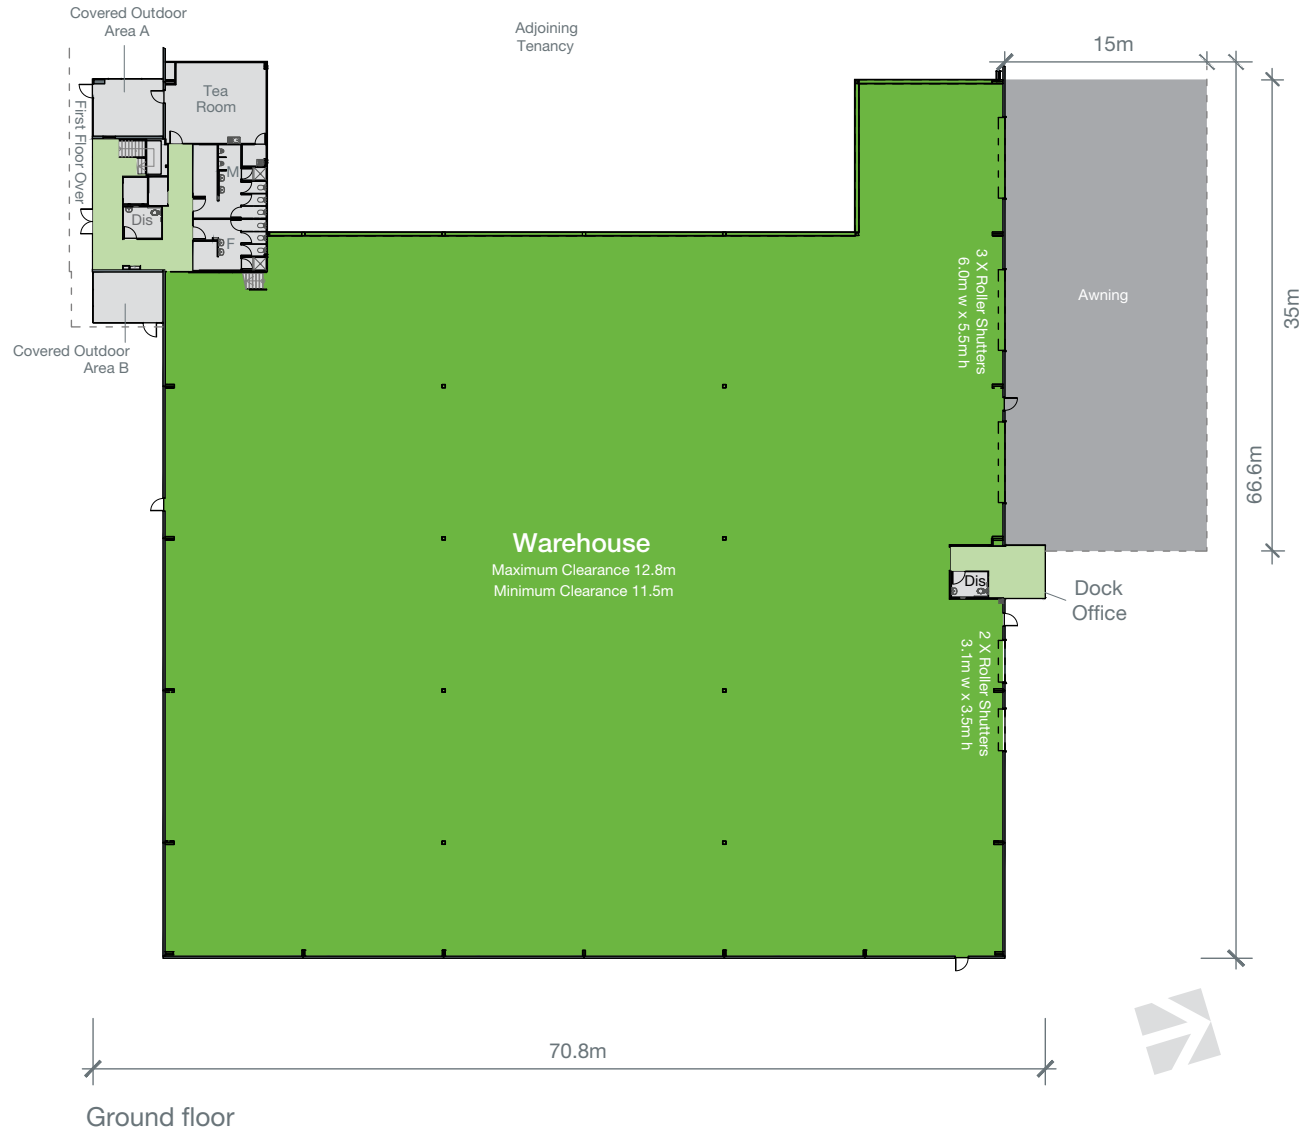 Covered Outdoor
Area A
Adjoining
Tenancy
15m
Tea
Room
First Floor Over
M
Dis
F
3 X Roller Shutters
6.0m w x 5.5m h
Awning
35m
Covered Outdoor
Area B
66.6m
Warehouse
Maximum Clearance 12.8m
Minimum Clearance 11.5m
Dis
Dock
Office
2 X Roller Shutters
3.1m w x 3.5m h
70.8m
Ground floor